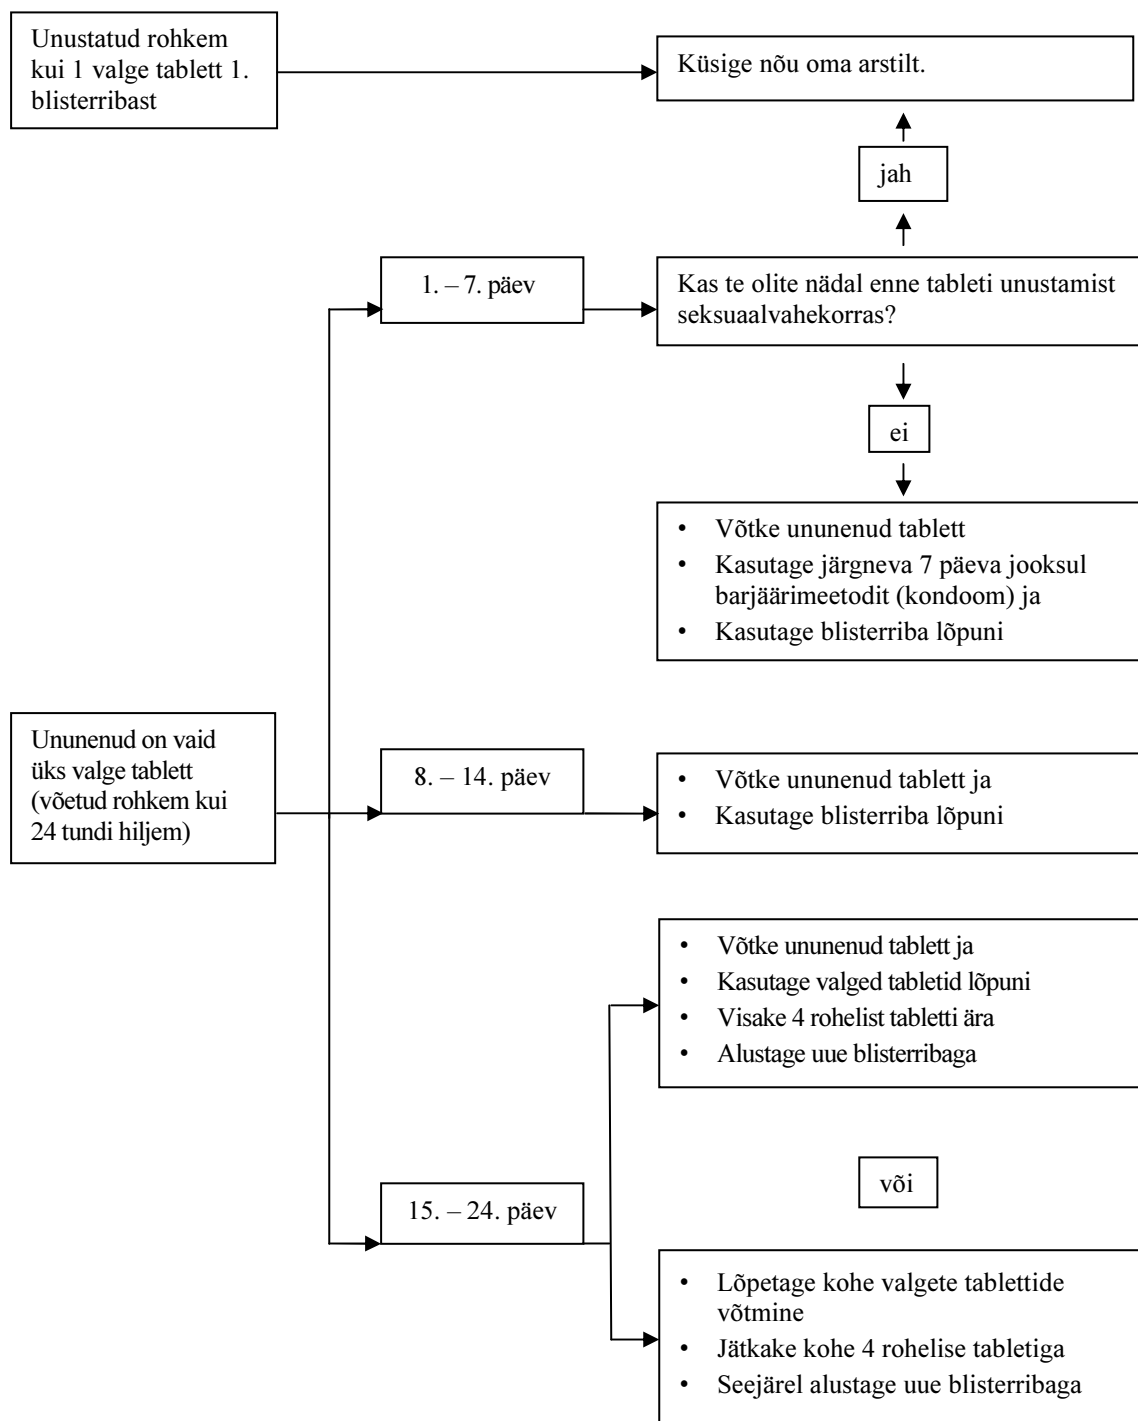 Unustatud rohkem
kui 1 valge tablett 1.
blisterribast
Küsige nõu oma arstilt.
jah
1. – 7. päev
Kas te olite nädal enne tableti unustamist
seksuaalvahekorras?
ei
• Võtke ununenud tablett
• Kasutage järgneva 7 päeva jooksul
barjäärimeetodit (kondoom) ja
• Kasutage blisterriba lõpuni
Ununenud on vaid
üks valge tablett
(võetud rohkem kui
24 tundi hiljem)
8. – 14. päev
• Võtke ununenud tablett ja
• Kasutage blisterriba lõpuni
• Võtke ununenud tablett ja
• Kasutage valged tabletid lõpuni
• Visake 4 rohelist tabletti ära
• Alustage uue blisterribaga
või
15. – 24. päev
• Lõpetage kohe valgete tablettide
võtmine
• Jätkake kohe 4 rohelise tabletiga
• Seejärel alustage uue blisterribaga